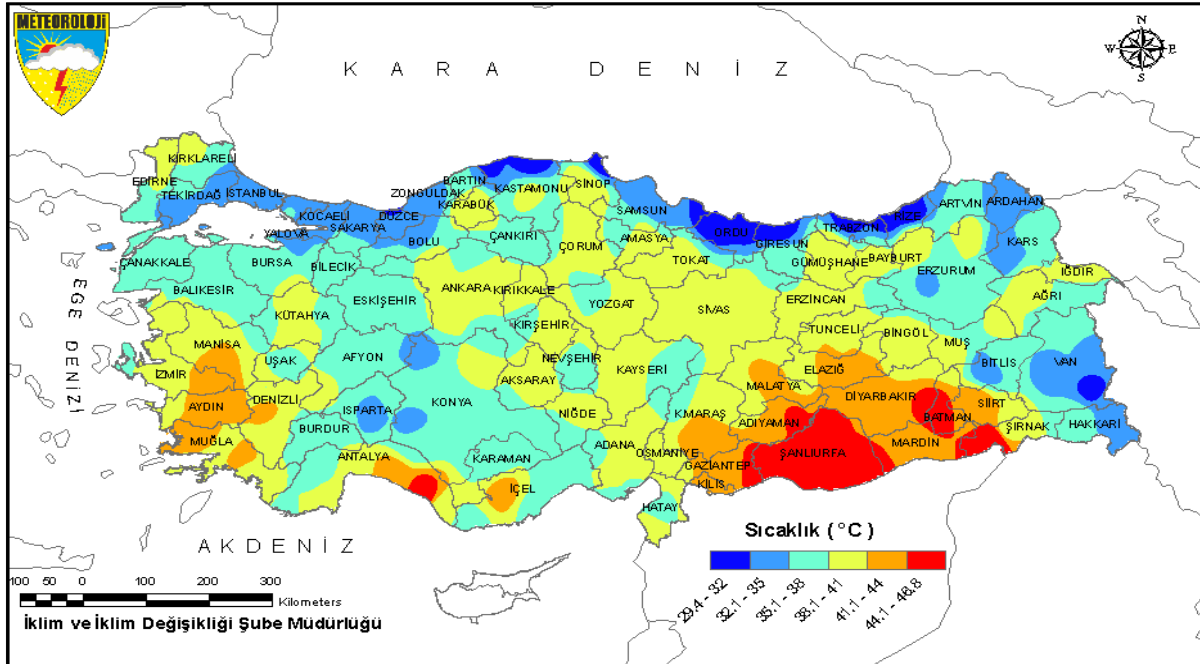 METEOROLOJİ
N
W E
S
KARA DENİZ
EGE DENİZİ
AKDENİZ
KIRKLARELİ
EDİRNE
TEKİRDAĞ
İSTANBUL
KOCAELİ
YALOVA
SAKARYA
DÜZCE
ZONGULDAK
BARTIN
KARABÜK
KASTAMONU
SİNOP
BOLU
ÇANKIRI
SAMSUN
ÇORUM
AMASYA
TOKAT
ORDU
GİRESUN
TRABZON
RİZE
ARTVİN
ARDAHAN
KARS
GÜMÜŞHANE
BAYBURT
ERZURUM
IĞDIR
AĞRI
ÇANAKKALE
BURSA
BİLECİK
BALIKESİR
ESKİŞEHİR
KÜTAHYA
ANKARA
KIRIKKALE
YOZGAT
SİVAS
ERZİNCAN
TUNCELİ
BİNGÖL
MUŞ
BİTLİS
VAN
MANİSA
UŞAK
AFYON
KIRŞEHİR
NEVŞEHİR
KAYSERİ
AKSARAY
İZMİR
AYDIN
DENİZLİ
ISPARTA
KONYA
NİĞDE
BURDUR
MUĞLA
ANTALYA
KARAMAN
İÇEL
ADANA
OSMANİYE
K.MARAŞ
MALATYA
ELAZIĞ
DİYARBAKIR
ADIYAMAN
BATMAN
SİİRT
ŞIRNAK
HAKKARİ
MARDİN
ŞANLIURFA
GAZİANTEP
KİLİS
HATAY
Sıcaklık (°C)
29.4 - 32
32.1 - 35
35.1 - 38
38.1 - 41
41.1 - 44
44.1 - 46.8
100 50 0 100 200 300
Kilometers
İklim ve İklim Değişikliği Şube Müdürlüğü